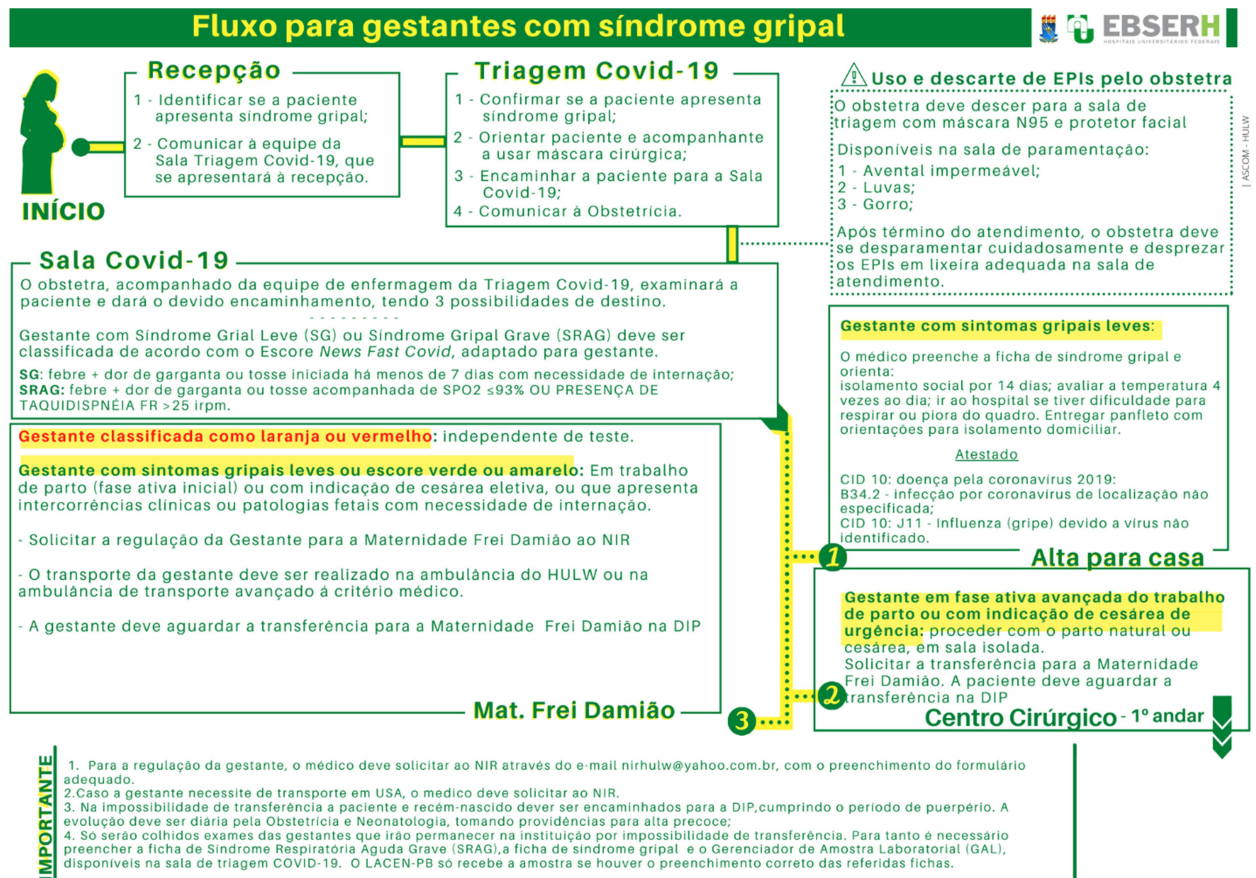 Fluxo para gestantes com síndrome gripal
EBSERH
HOSPITAIS UNIVERSITÁRIOS FEDERAIS
INÍCIO
Recepção
1 - Identificar se a paciente
apresenta síndrome gripal;
2 - Comunicar à equipe da
Sala Triagem Covid-19, que
se apresentará à recepção.
Triagem Covid-19
1 - Confirmar se a paciente apresenta
síndrome gripal;
2 - Orientar paciente e acompanhante
a usar máscara cirúrgica;
3 - Encaminhar a paciente para a Sala
Covid-19;
4 - Comunicar à Obstetrícia.
Uso e descarte de EPIs pelo obstetra
O obstetra deve descer para a sala de
triagem com máscara N95 e protetor facial
Disponíveis na sala de paramentação:
1 - Avental impermeável;
2 - Luvas;
3 - Gorro;
Após término do atendimento, o obstetra deve
se desparamentar cuidadosamente e desprezar
os EPIs em lixeira adequada na sala de
atendimento.
| ASCOM - HULW
Sala Covid-19
O obstetra, acompanhado da equipe de enfermagem da Triagem Covid-19, examinará a
paciente e dará o devido encaminhamento, tendo 3 possibilidades de destino.
- - - - - - - - -
Gestante com Síndrome Grial Leve (SG) ou Síndrome Gripal Grave (SRAG) deve ser
classificada de acordo com o Escore News Fast Covid, adaptado para gestante.
SG: febre + dor de garganta ou tosse iniciada há menos de 7 dias com necessidade de internação;
SRAG: febre + dor de garganta ou tosse acompanhada de SPO2 ≤93% OU PRESENÇA DE
TAQUIDISPNÉIA FR >25 irpm.
Gestante classificada como laranja ou vermelho: independente de teste.
Gestante com sintomas gripais leves ou escore verde ou amarelo: Em trabalho
de parto (fase ativa inicial) ou com indicação de cesárea eletiva, ou que apresenta
intercorrências clínicas ou patologias fetais com necessidade de internação.
- Solicitar a regulação da Gestante para a Maternidade Frei Damião ao NIR
- O transporte da gestante deve ser realizado na ambulância do HULW ou na
ambulância de transporte avançado á critério médico.
- A gestante deve aguardar a transferência para a Maternidade Frei Damião na DIP
Mat. Frei Damião
3
Gestante com sintomas gripais leves:
O médico preenche a ficha de síndrome gripal e
orienta:
isolamento social por 14 dias; avaliar a temperatura 4
vezes ao dia; ir ao hospital se tiver dificuldade para
respirar ou piora do quadro. Entregar panfleto com
orientações para isolamento domiciliar.
Atestado
CID 10: doença pela coronavírus 2019:
B34.2 - infecção por coronavírus de localização não
especificada;
CID 10: J11 - Influenza (gripe) devido a vírus não
identificado.
1
Alta para casa
Gestante em fase ativa avançada do trabalho
de parto ou com indicação de cesárea de
urgência: proceder com o parto natural ou
cesárea, em sala isolada.
Solicitar a transferência para a Maternidade
Frei Damião. A paciente deve aguardar a
transferência na DIP
2
Centro Cirúrgico - 1º andar
IMPORTANTE
1. Para a regulação da gestante, o médico deve solicitar ao NIR através do e-mail nirhulw@yahoo.com.br, com o preenchimento do formulário
adequado.
2.Caso a gestante necessite de transporte em USA, o medico deve solicitar ao NIR.
3. Na impossibilidade de transferência a paciente e recém-nascido dever ser encaminhados para a DIP,cumprindo o período de puerpério. A
evolução deve ser diária pela Obstetrícia e Neonatologia, tomando providências para alta precoce;
4. Só serão colhidos exames das gestantes que irão permanecer na instituição por impossibilidade de transferência. Para tanto é necessário
preencher a ficha de Síndrome Respiratória Aguda Grave (SRAG),a ficha de síndrome gripal e o Gerenciador de Amostra Laboratorial (GAL),
disponíveis na sala de triagem COVID-19. O LACEN-PB só recebe a amostra se houver o preenchimento correto das referidas fichas.